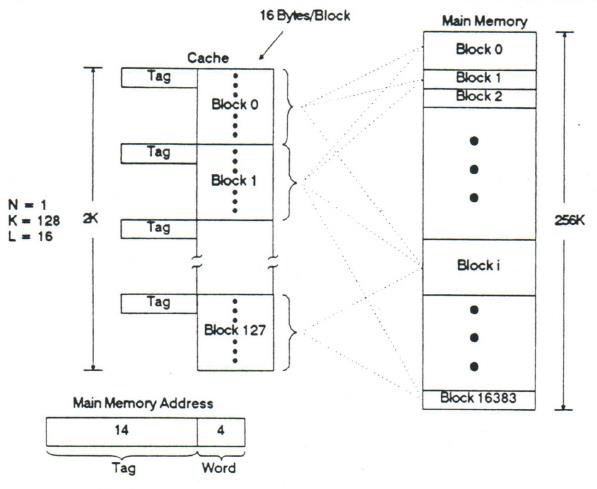 16 Bytes/Block
Main Memory
Cache
Block 0
Tag
Block 0
Block 1
Block 2
Tag
Block 1
N = 1
K = 128
L = 16
2K
256K
Tag
Block i
Tag
Block 127
Block 16383
Main Memory Address
14
4
Tag
Word